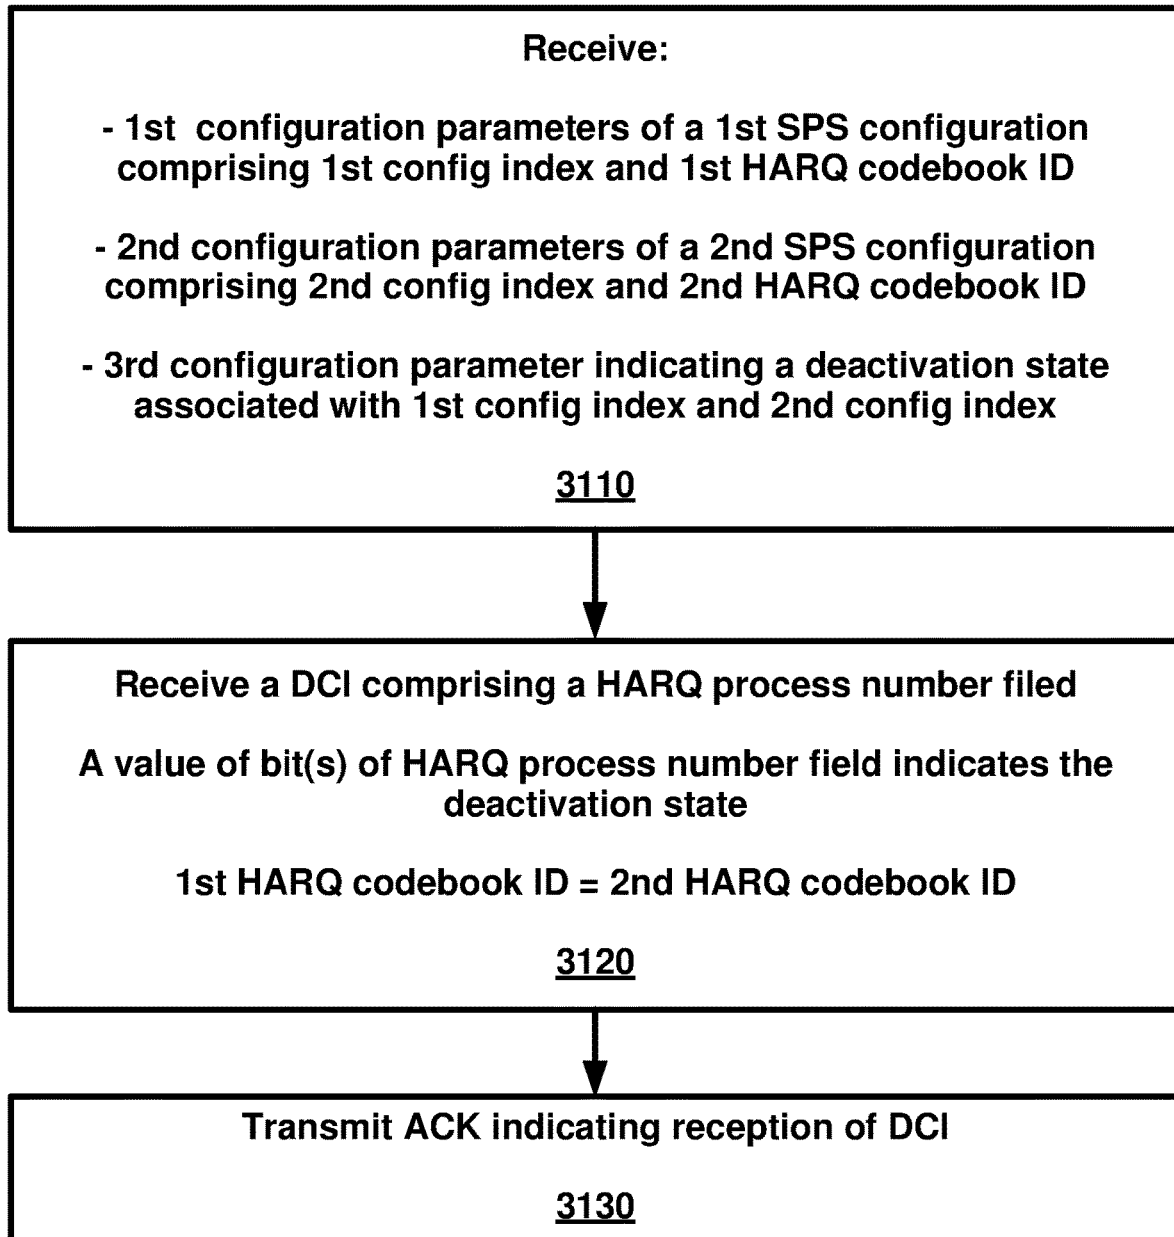 Receive:
- 1st configuration parameters of a 1st SPS configuration
comprising 1st config index and 1st HARQ codebook ID
- 2nd configuration parameters of a 2nd SPS configuration
comprising 2nd config index and 2nd HARQ codebook ID
- 3rd configuration parameter indicating a deactivation state
associated with 1st config index and 2nd config index
3110
Receive a DCI comprising a HARQ process number filed
A value of bit(s) of HARQ process number field indicates the
deactivation state
1st HARQ codebook ID = 2nd HARQ codebook ID
3120
Transmit ACK indicating reception of DCI
3130